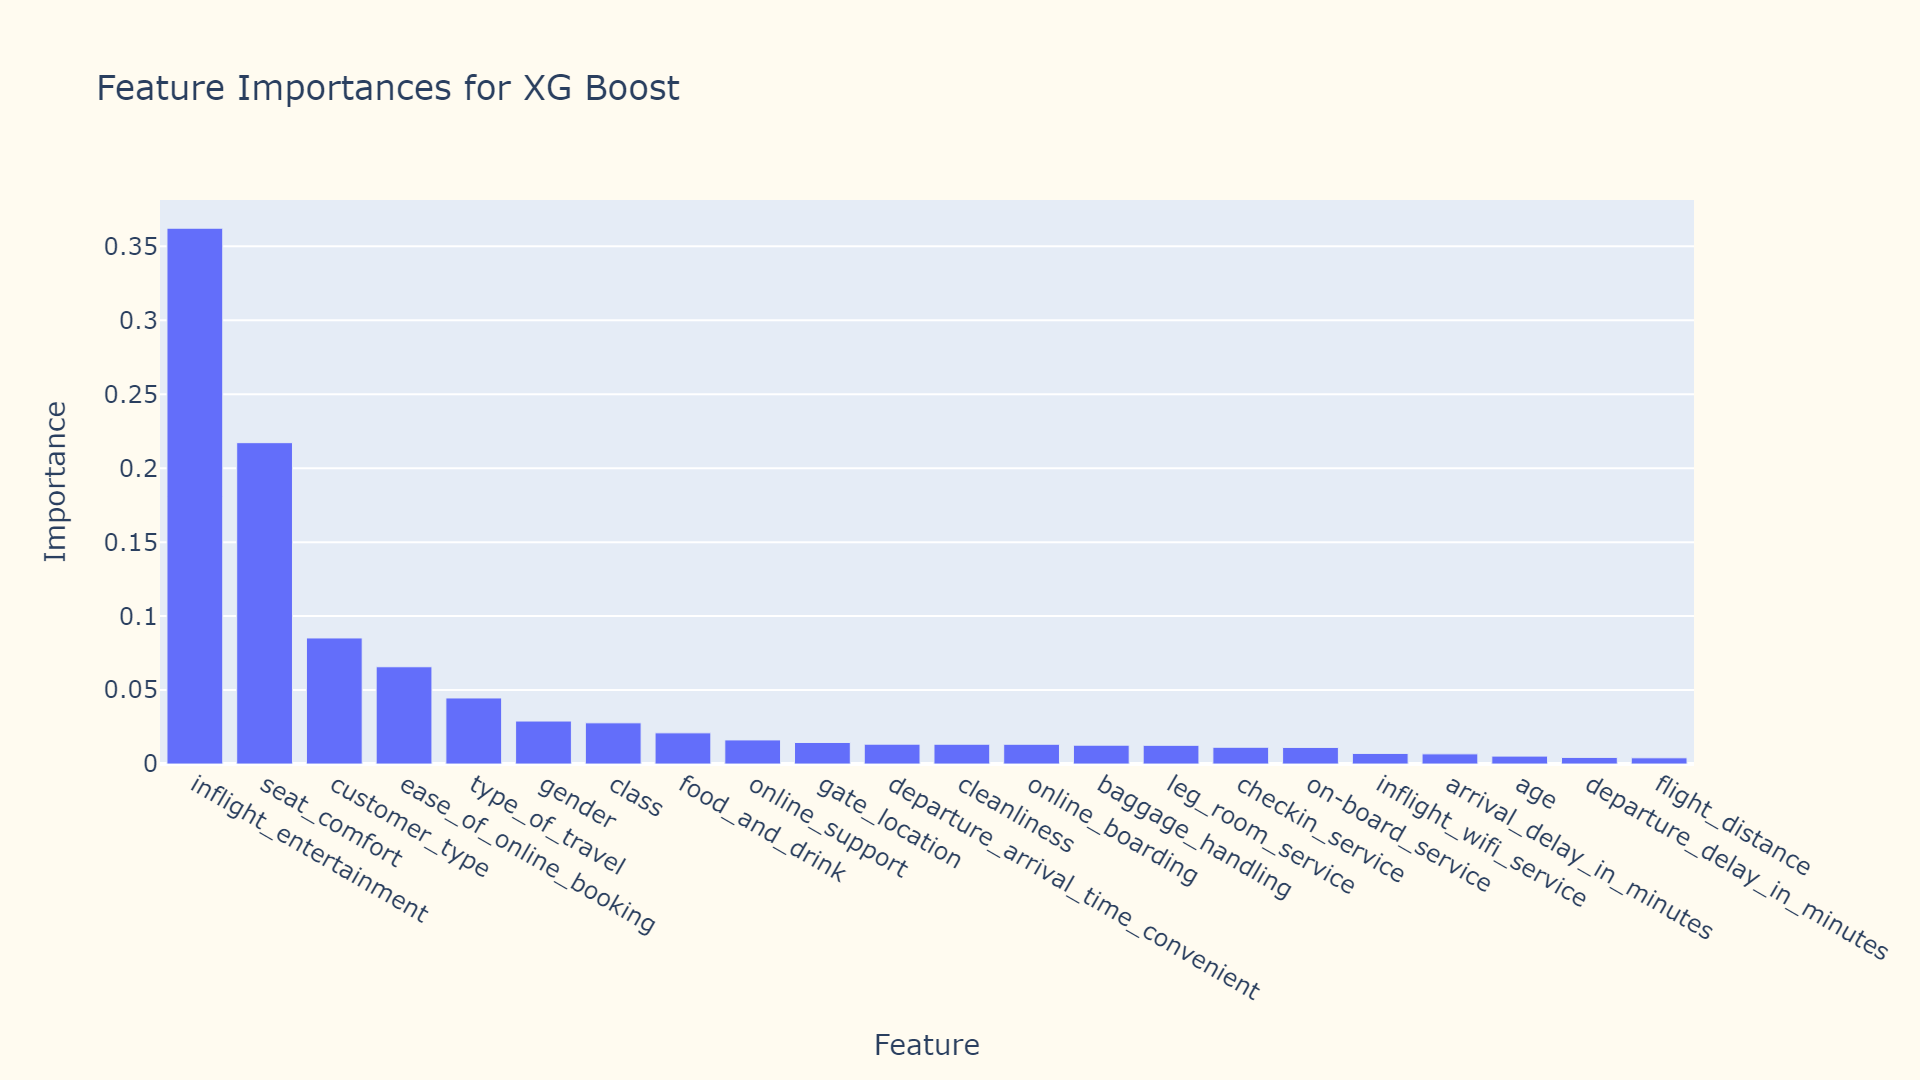 Feature Importances for XG Boost
Importance
0.35
0.3
0.25
0.2
0.15
0.1
0.05
0
inflight_entertainment
seat_comfort
customer_type
ease_of_online_booking
type_of_travel
gender
class
food_and_drink
online_support
gate_location
departure_arrival_time_convenient
cleanliness
online_boarding
baggage_handling
leg_room_service
checkin_service
on-board_service
inflight_wifi_service
arrival_delay_in_minutes
age
departure_delay_in_minutes
flight_distance
Feature